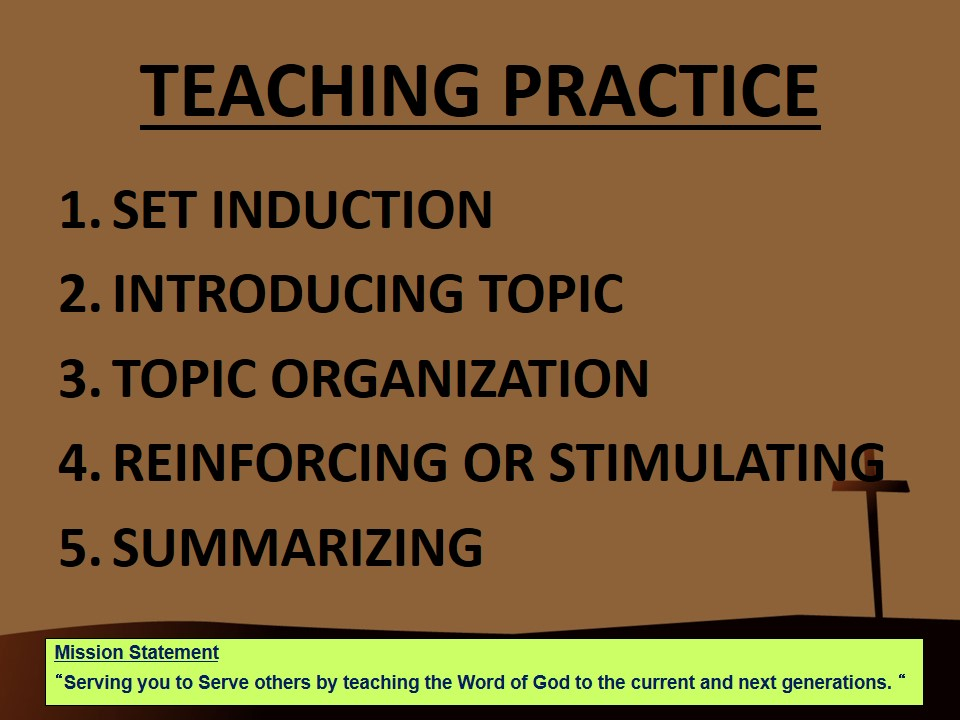 TEACHING PRACTICE
1. SET INDUCTION
2. INTRODUCING TOPIC
3. TOPIC ORGANIZATION
4. REINFORCING OR STIMULATING
5. SUMMARIZING
Mission Statement
“Serving you to Serve others by teaching the Word of God to the current and next generations. “